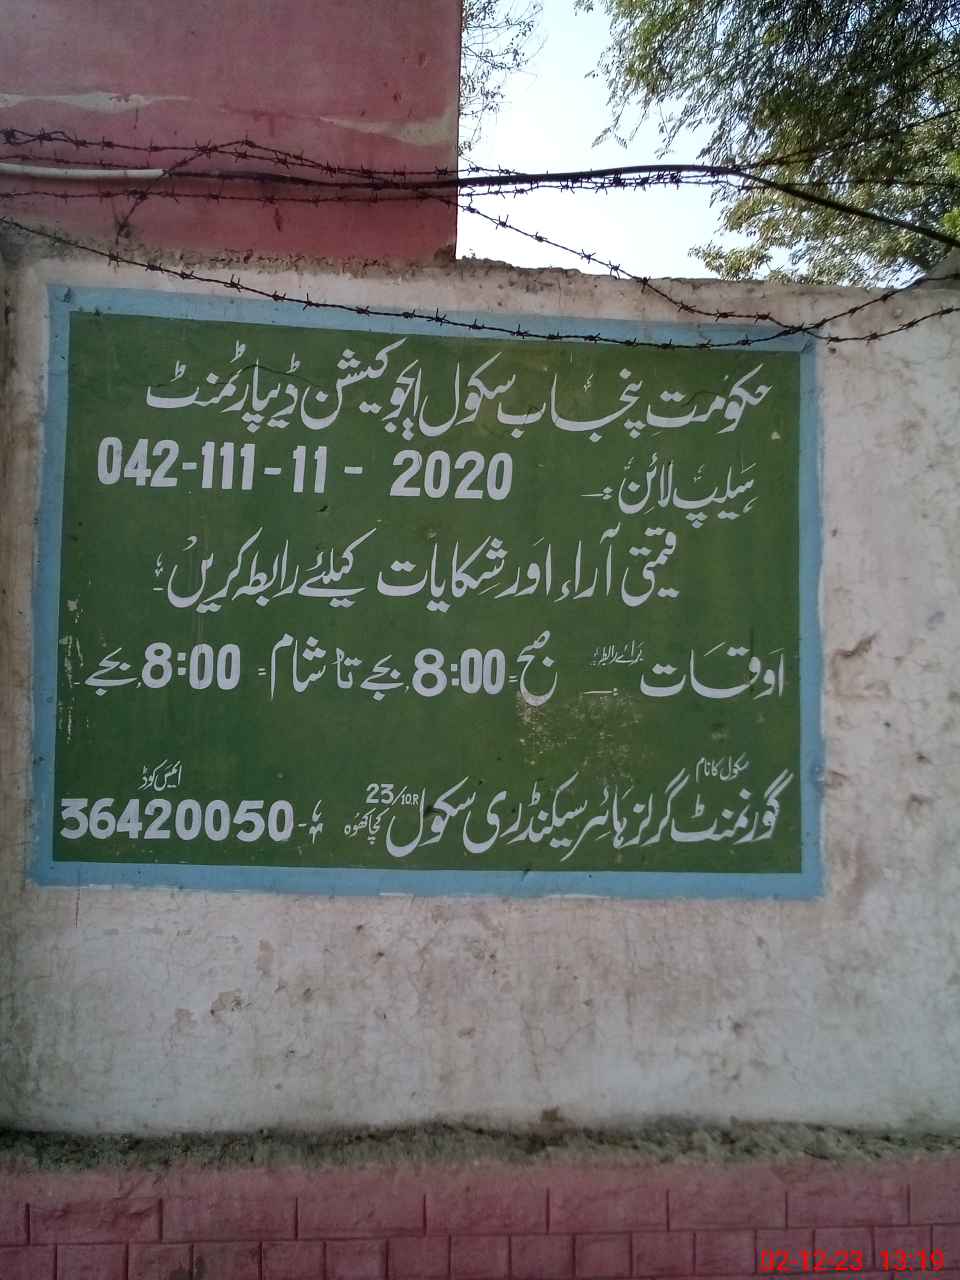 حکومتِ پنجاب سکول ایجوکیشن ڈیپارٹمنٹ
ہیلپ لائن :- 042-111-11-2020
قیمتی آراء اور شکایات کیلئے رابطہ کریں۔
اوقات برائے رابطہ :- صبح = 8:00 بجے تا شام = 8:00 بجے۔
سکول کا نام ایمس کوڈ
گورنمنٹ گرلز ہائر سیکنڈری سکول 23/10.R کچا کھوہ :- 36420050
02-12-23 13:19